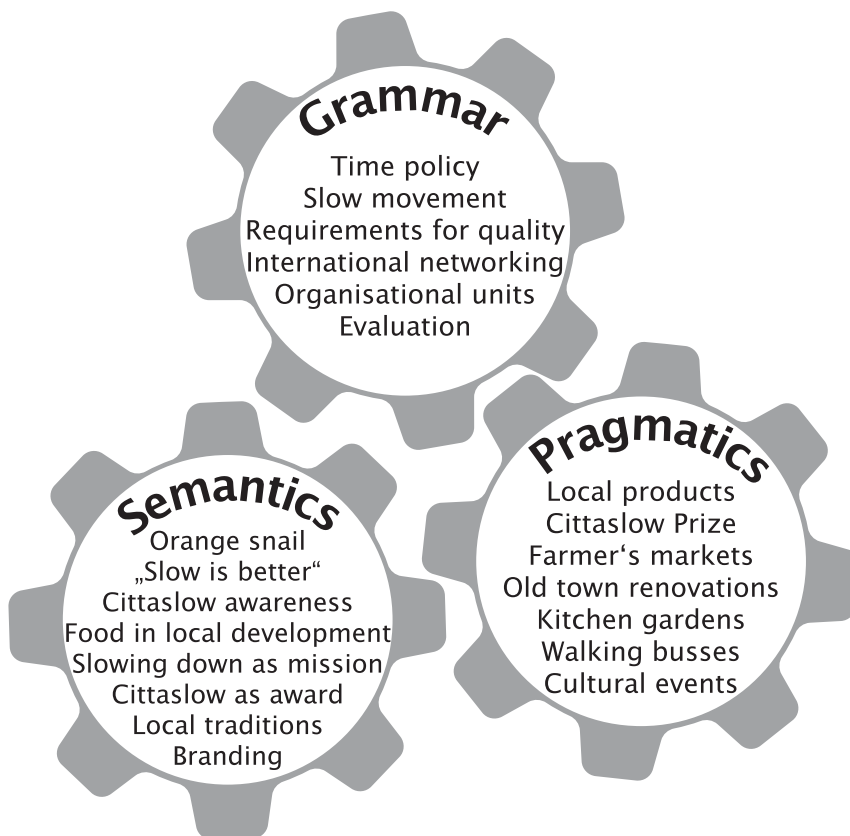 Grammar
Time policy
Slow movement
Requirements for quality
International networking
Organisational units
Evaluation
Semantics
Orange snail
„Slow is better“
Cittaslow awareness
Food in local development
Slowing down as mission
Cittaslow as award
Local traditions
Branding
Pragmatics
Local products
Cittaslow Prize
Farmer‘s markets
Old town renovations
Kitchen gardens
Walking busses
Cultural events